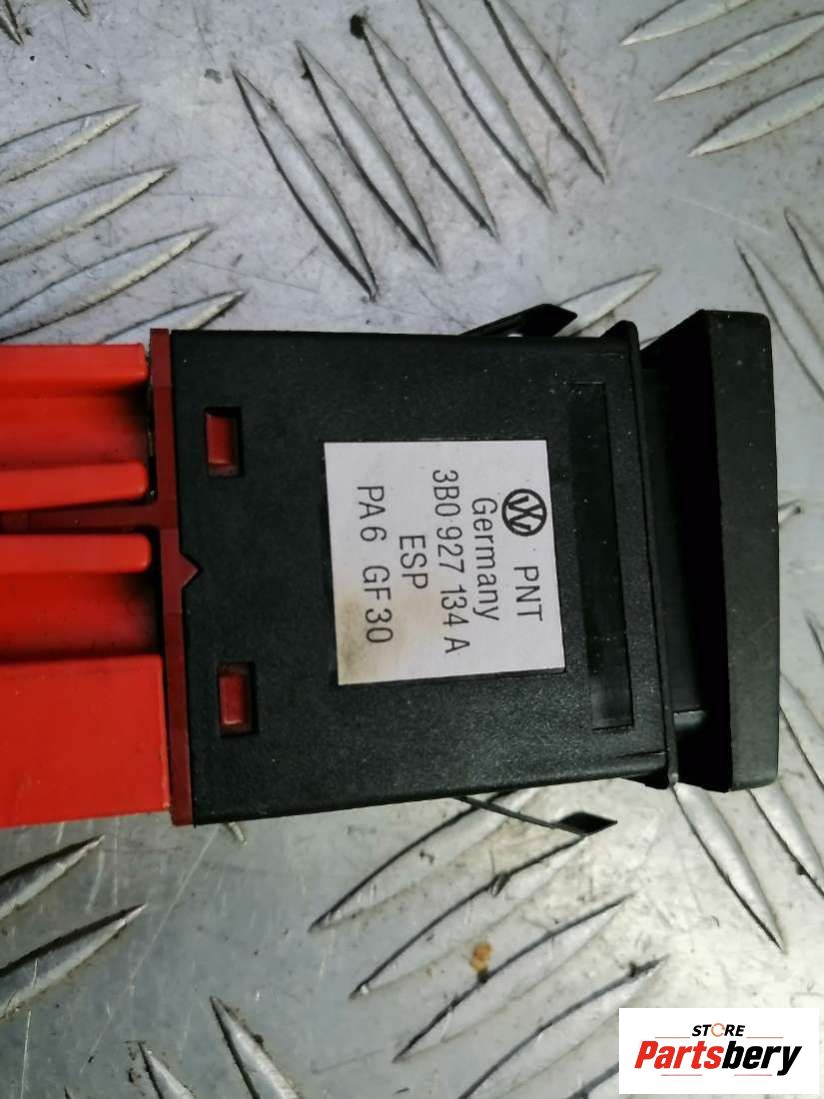 PNT
Germany
3B0 927 134 A
ESP
PA6 GF30
STORE
Partsbery